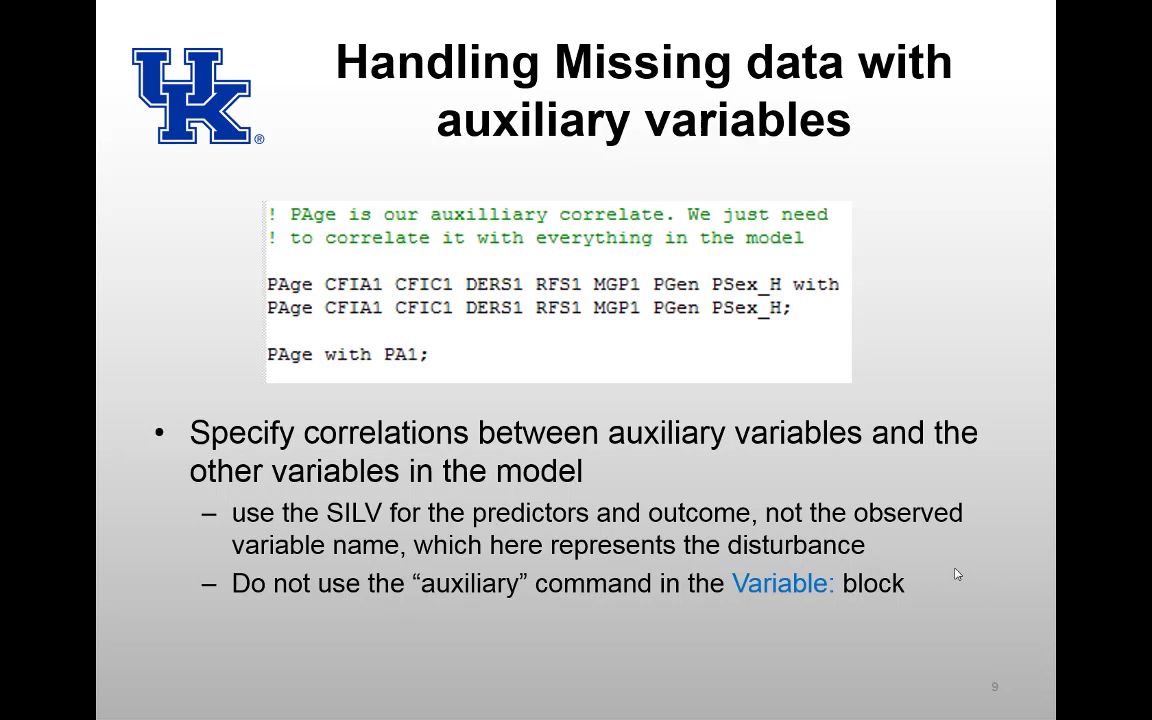 UK®
Handling Missing data with
auxiliary variables
! PAge is our auxilliary correlate. We just need
! to correlate it with everything in the model
PAge CFIA1 CFIC1 DERS1 RFS1 MGP1 PGen PSex_H with
PAge CFIA1 CFIC1 DERS1 RFS1 MGP1 PGen PSex_H;
PAge with PA1;
• Specify correlations between auxiliary variables and the
other variables in the model
– use the SILV for the predictors and outcome, not the observed
variable name, which here represents the disturbance
– Do not use the “auxiliary” command in the Variable: block
9